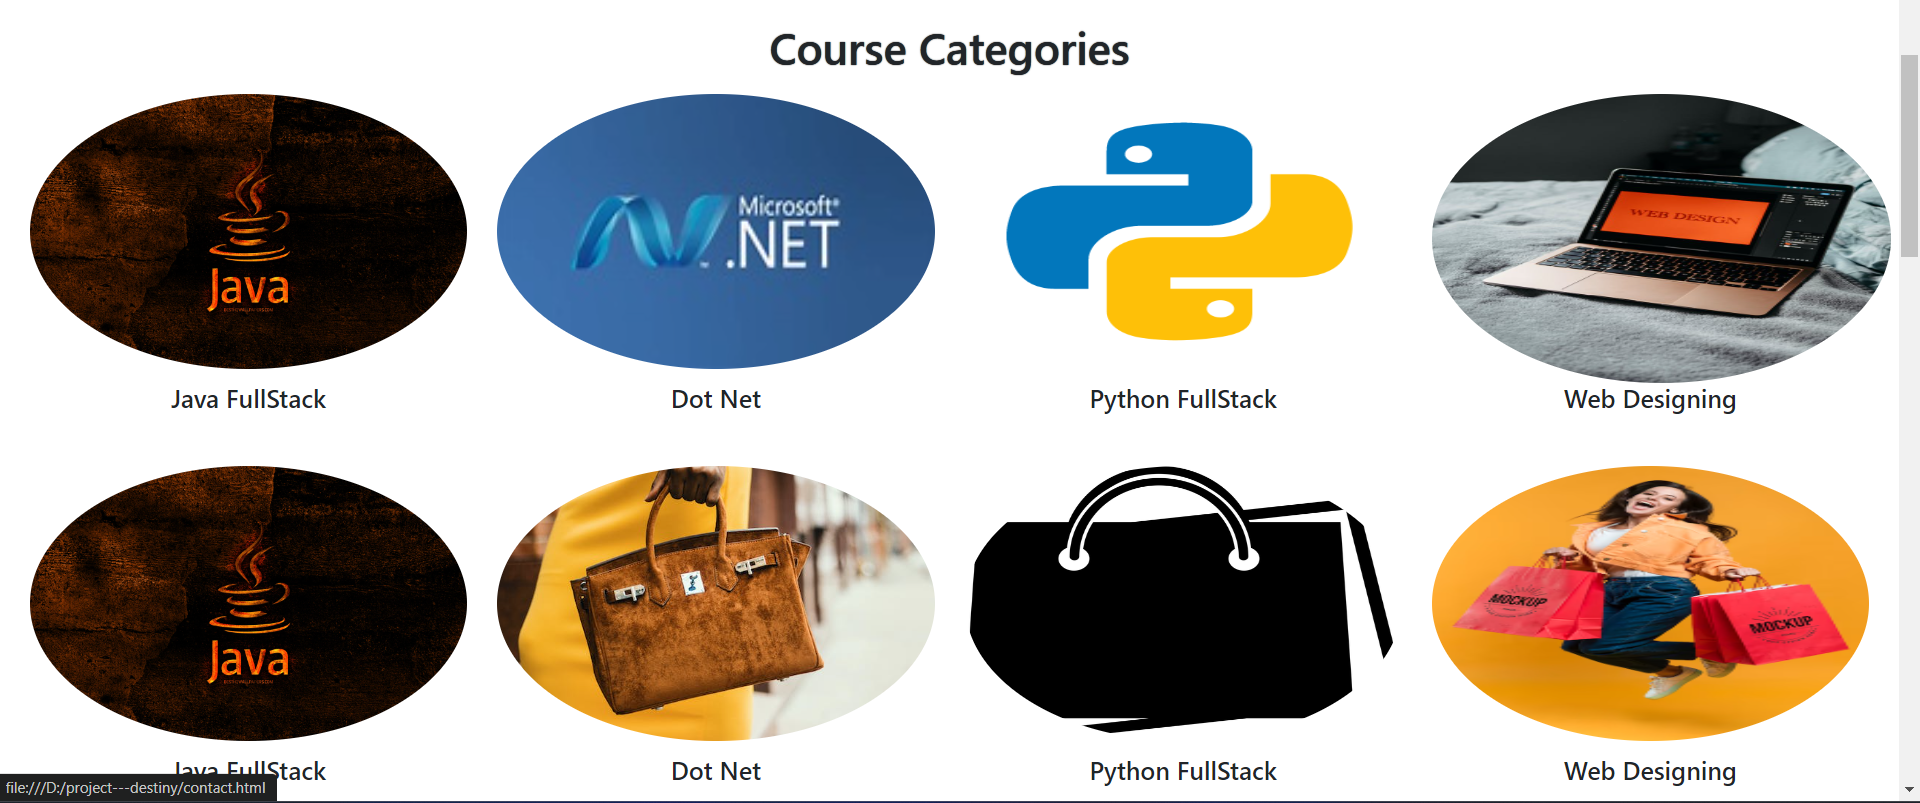 Course Categories
Java
Microsoft®
.NET
WEB DESIGN
Java FullStack
Dot Net
Python FullStack
Web Designing
Java
MOCKUP
MOCKUP
Java FullStack
Dot Net
Python FullStack
Web Designing
file:///D:/project---destiny/contact.html